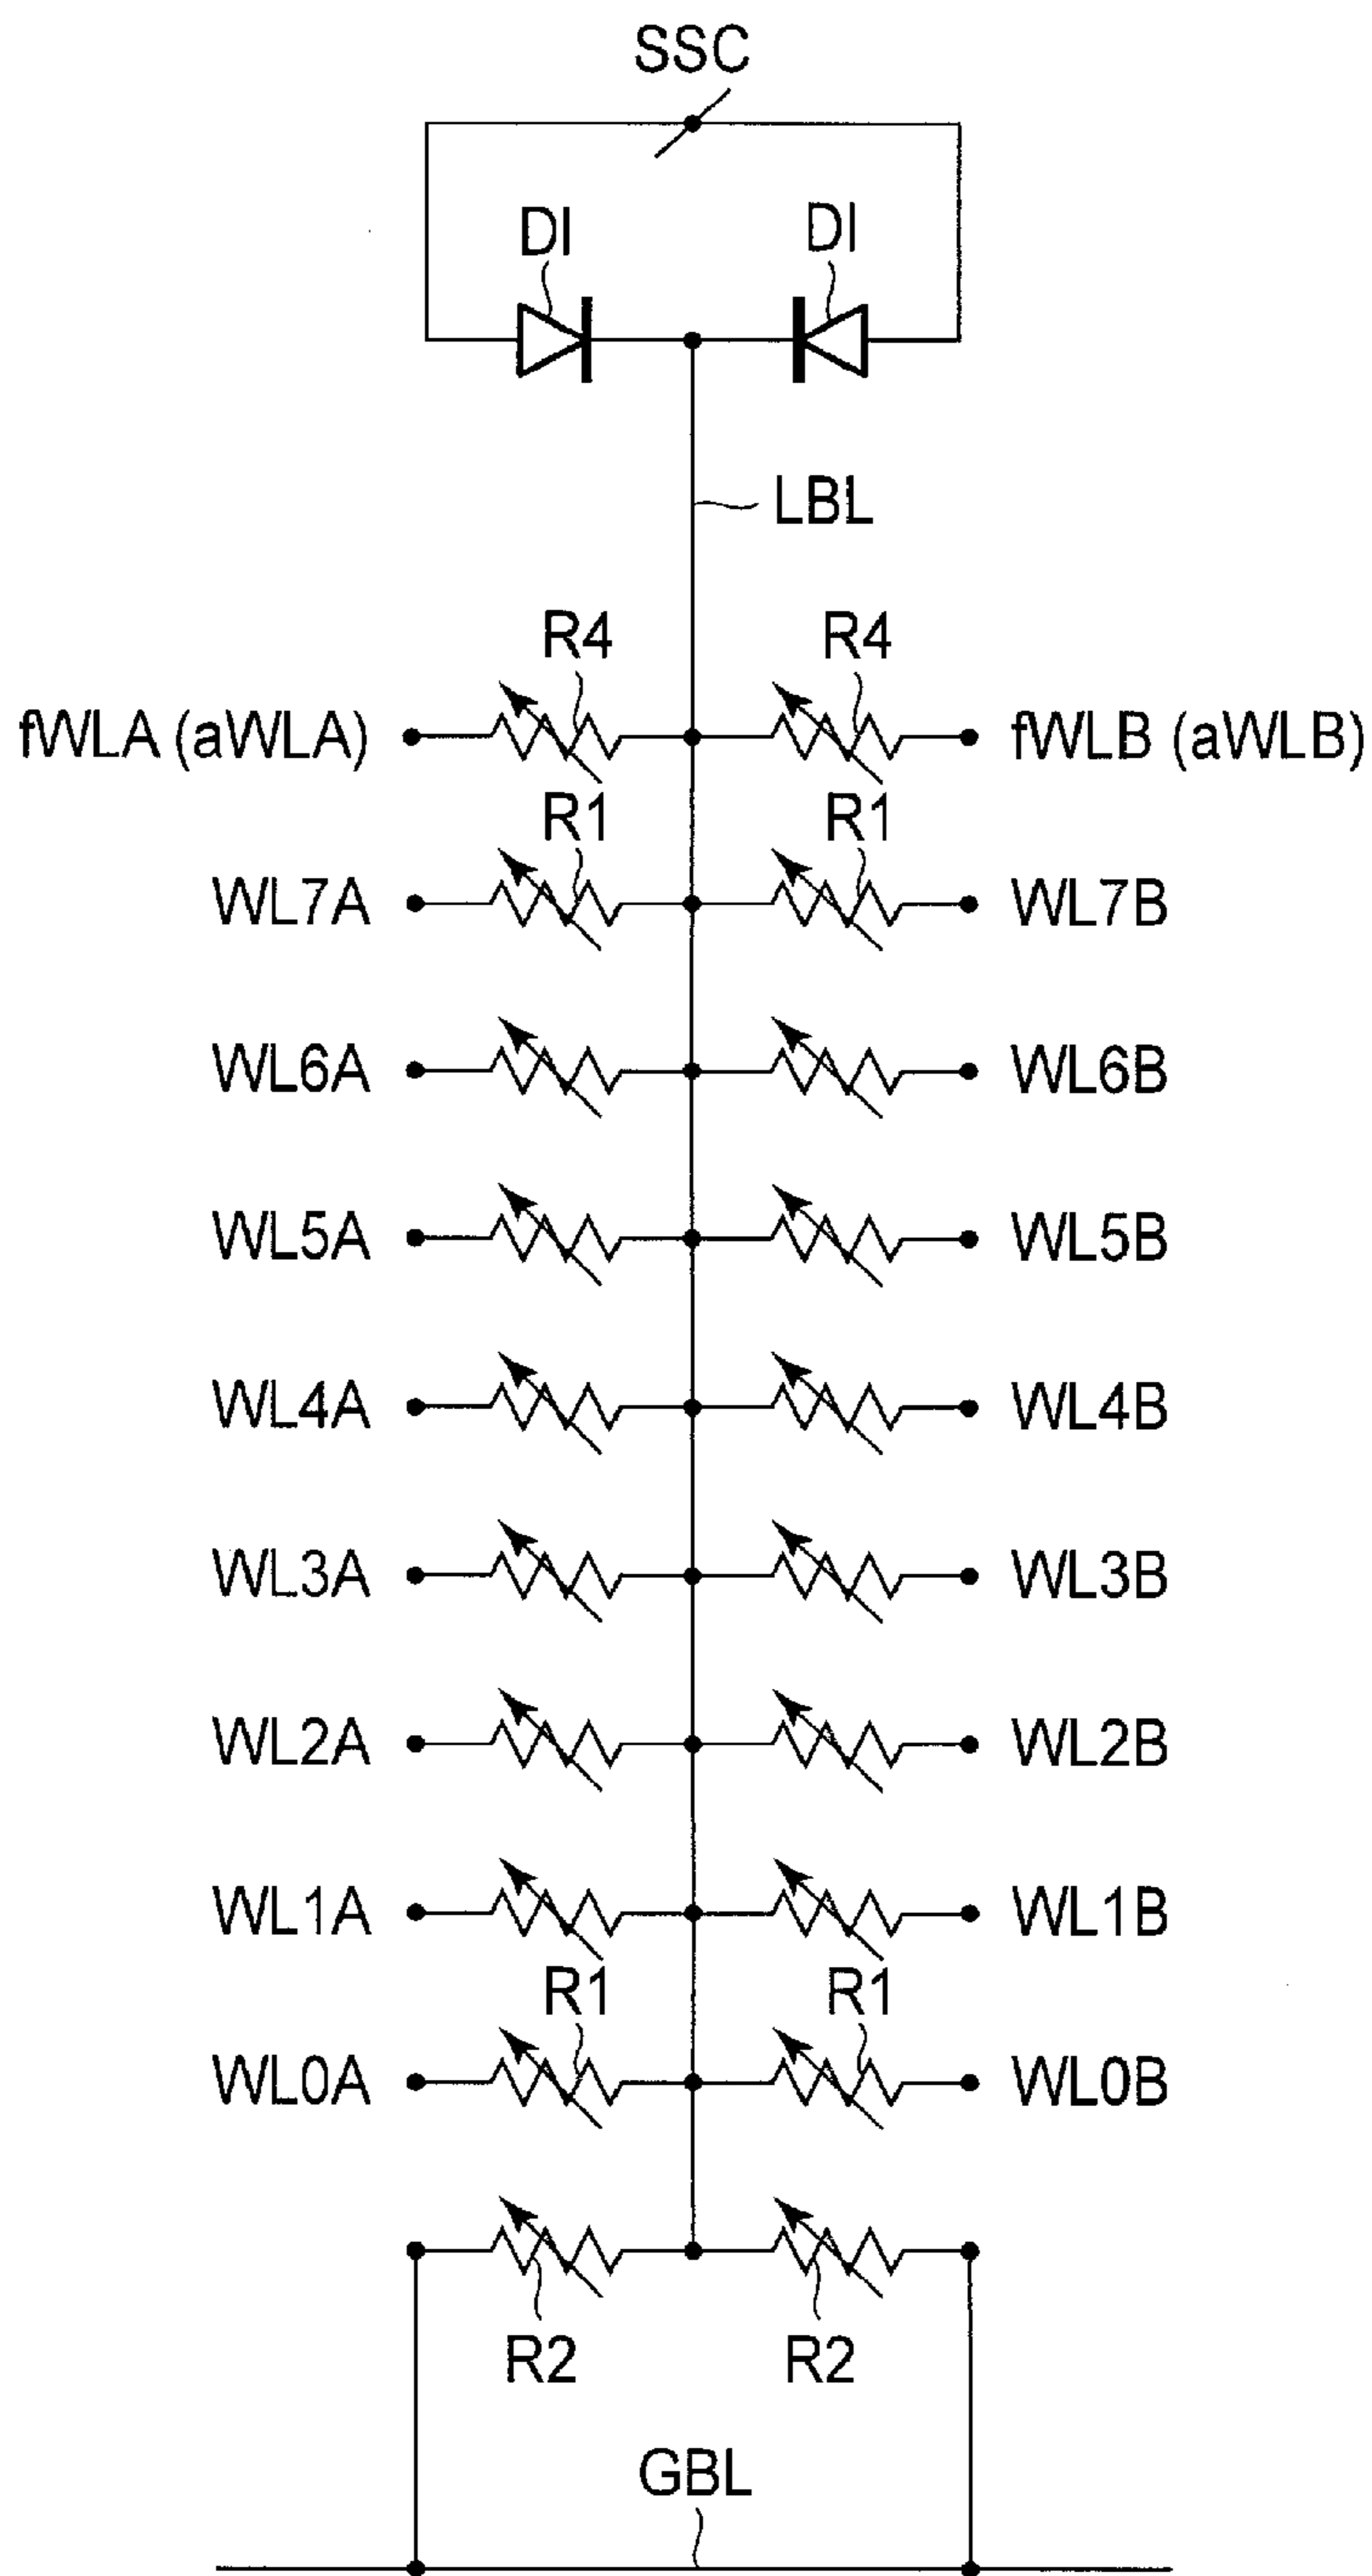 SSC
DI DI
LBL
R4 R4
fWLA (aWLA) fWLB (aWLB)
R1 R1
WL7A WL7B
WL6A WL6B
WL5A WL5B
WL4A WL4B
WL3A WL3B
WL2A WL2B
WL1A WL1B
R1 R1
WL0A WL0B
R2 R2
GBL